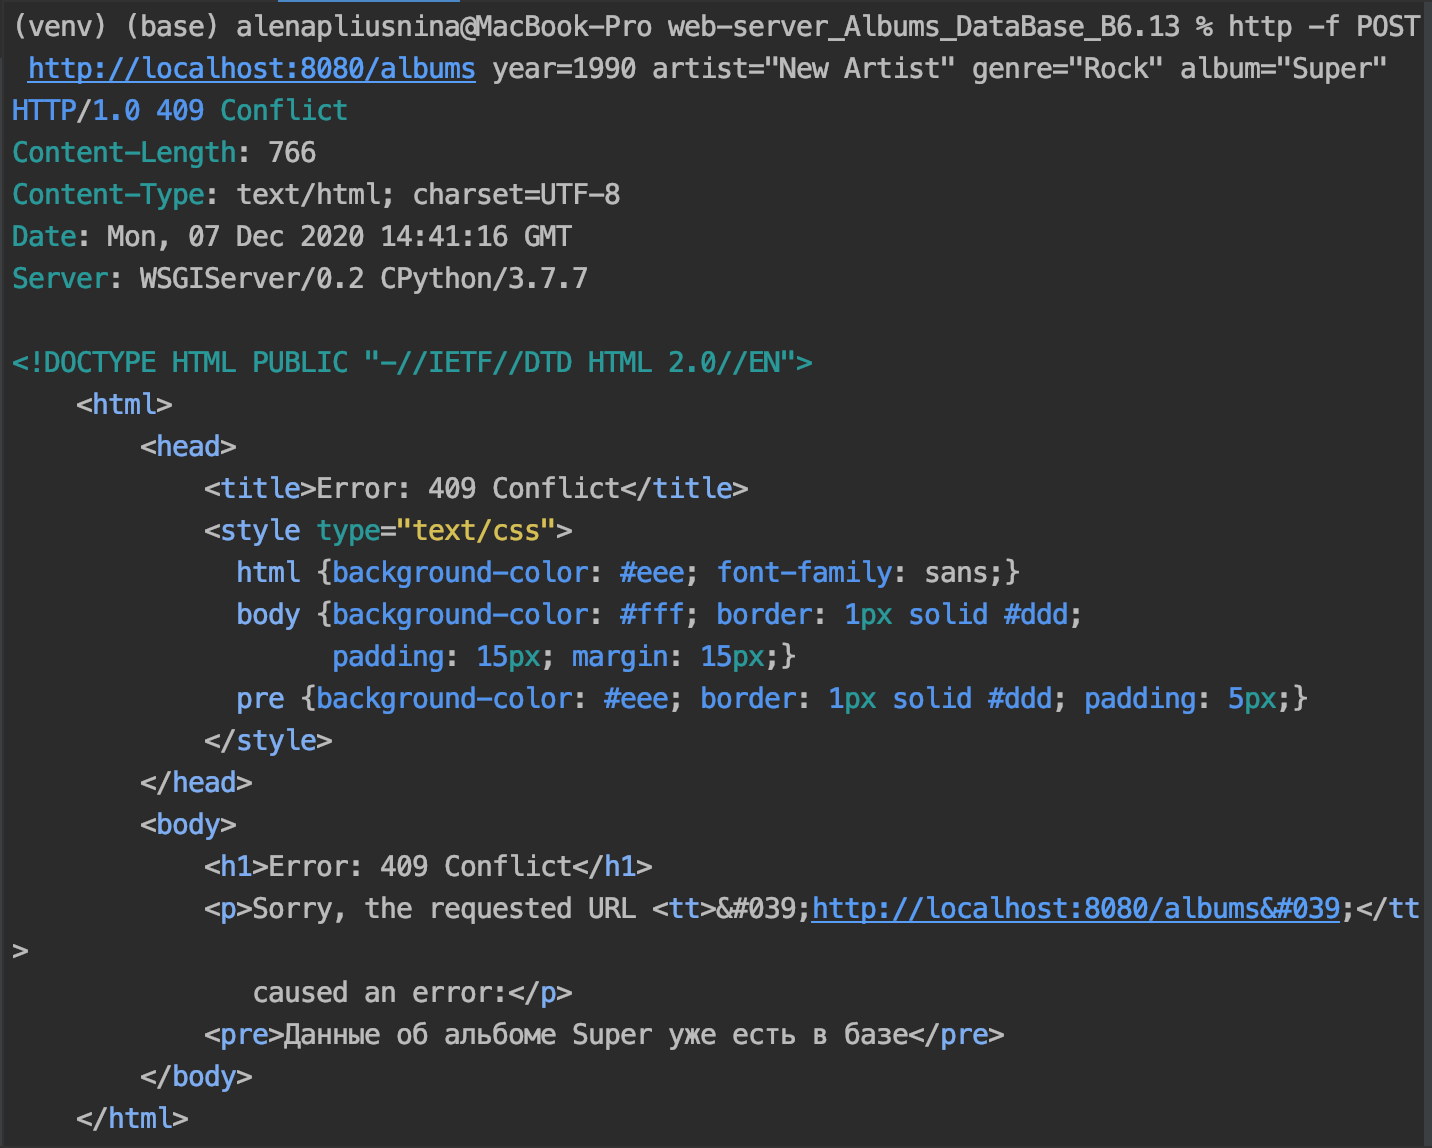 (venv) (base) alenapliusnina@MacBook-Pro web-server_Albums_DataBase_B6.13 % http -f POST
http://localhost:8080/albums year=1990 artist="New Artist" genre="Rock" album="Super"
HTTP/1.0 409 Conflict
Content-Length: 766
Content-Type: text/html; charset=UTF-8
Date: Mon, 07 Dec 2020 14:41:16 GMT
Server: WSGIServer/0.2 CPython/3.7.7
<!DOCTYPE HTML PUBLIC "-//IETF//DTD HTML 2.0//EN">
<html>
<head>
<title>Error: 409 Conflict</title>
<style type="text/css">
html {background-color: #eee; font-family: sans;}
body {background-color: #fff; border: 1px solid #ddd;
padding: 15px; margin: 15px;}
pre {background-color: #eee; border: 1px solid #ddd; padding: 5px;}
</style>
</head>
<body>
<h1>Error: 409 Conflict</h1>
<p>Sorry, the requested URL <tt>&#039;http://localhost:8080/albums&#039;</tt
>
caused an error:</p>
<pre>Данные об альбоме Super уже есть в базе</pre>
</body>
</html>